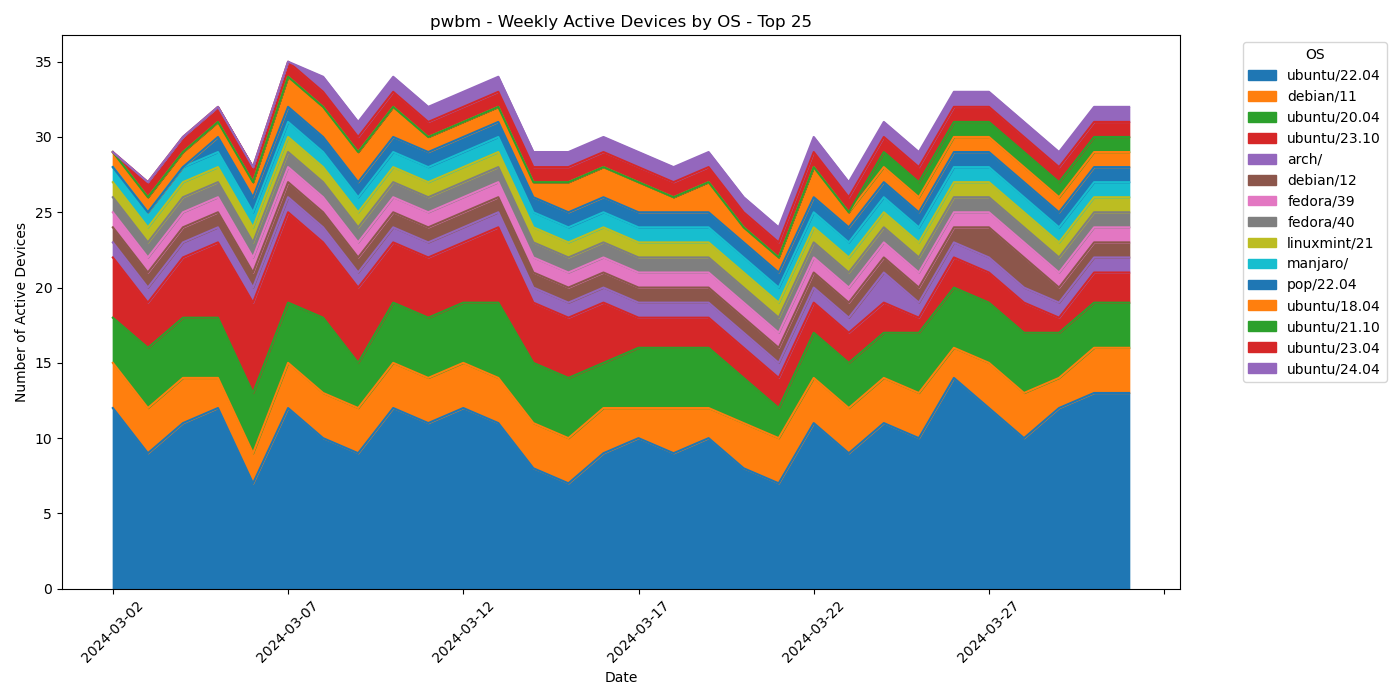 pwbm - Weekly Active Devices by OS - Top 25
Number of Active Devices
35
30
25
20
15
10
5
0
2024-03-02
2024-03-07
2024-03-12
2024-03-17
2024-03-22
2024-03-27
Date
OS
ubuntu/22.04
debian/11
ubuntu/20.04
ubuntu/23.10
arch/
debian/12
fedora/39
fedora/40
linuxmint/21
manjaro/
pop/22.04
ubuntu/18.04
ubuntu/21.10
ubuntu/23.04
ubuntu/24.04